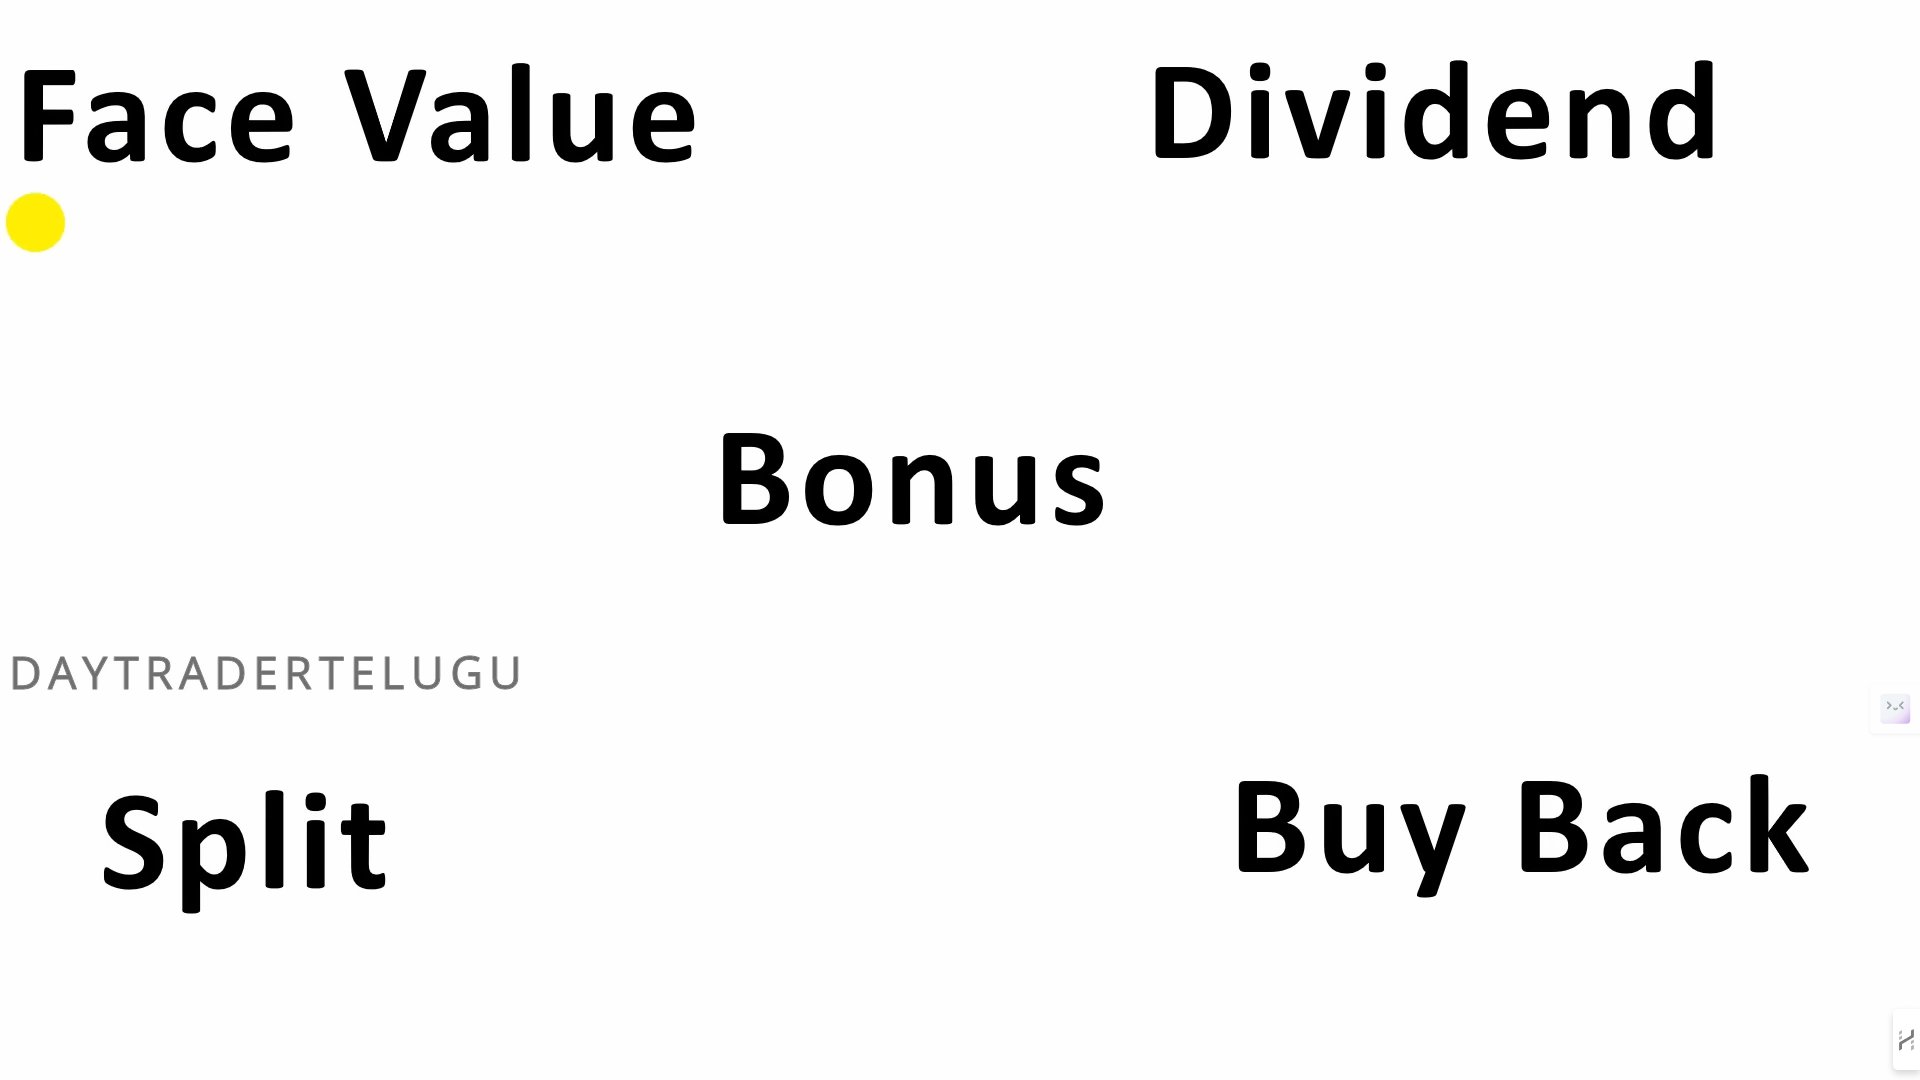 Face Value
Dividend
Bonus
DAYTRADERTELUGU
Split
Buy Back